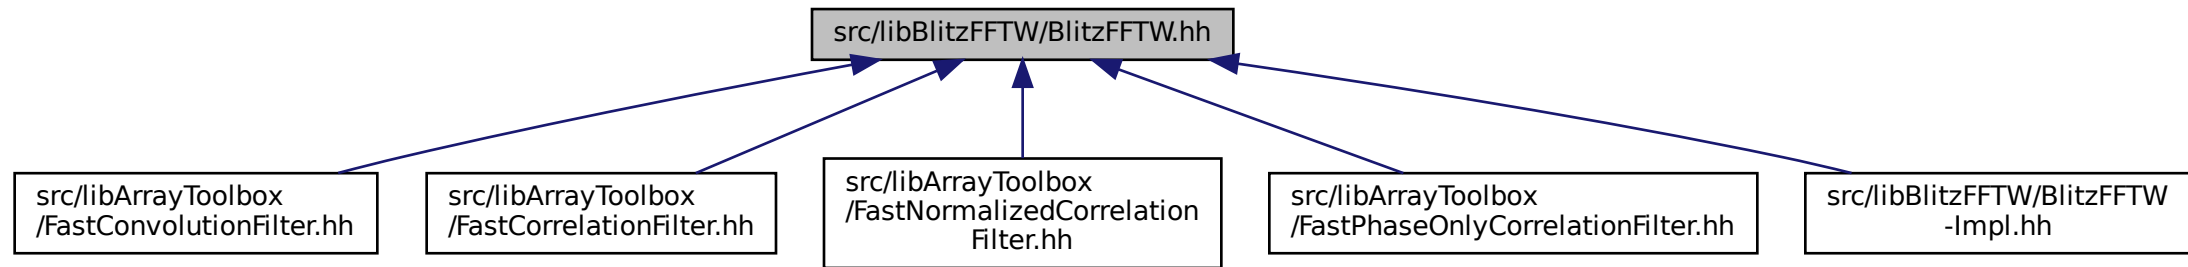 src/libBlitzFFTW/BlitzFFTW.hh
src/libArrayToolbox
/FastConvolutionFilter.hh
src/libArrayToolbox
/FastCorrelationFilter.hh
src/libArrayToolbox
/FastNormalizedCorrelation
Filter.hh
src/libArrayToolbox
/FastPhaseOnlyCorrelationFilter.hh
src/libBlitzFFTW/BlitzFFTW
-Impl.hh